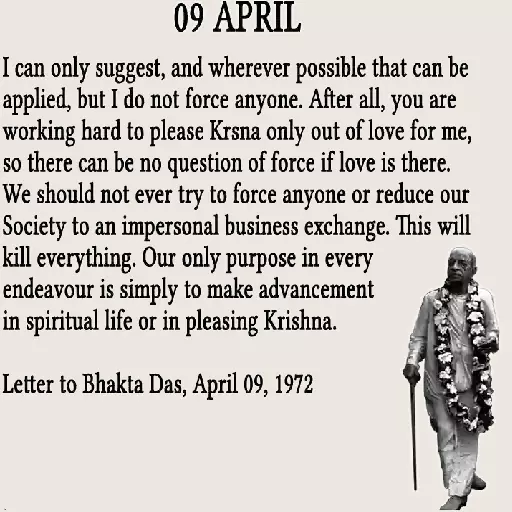 09 APRIL
I can only suggest, and wherever possible that can be
applied, but I do not force anyone. After all, you are
working hard to please Krsna only out of love for me,
so there can be no question of force if love is there.
We should not ever try to force anyone or reduce our
Society to an impersonal business exchange. This will
kill everything. Our only purpose in every
endeavour is simply to make advancement
in spiritual life or in pleasing Krishna.
Letter to Bhakta Das, April 09, 1972